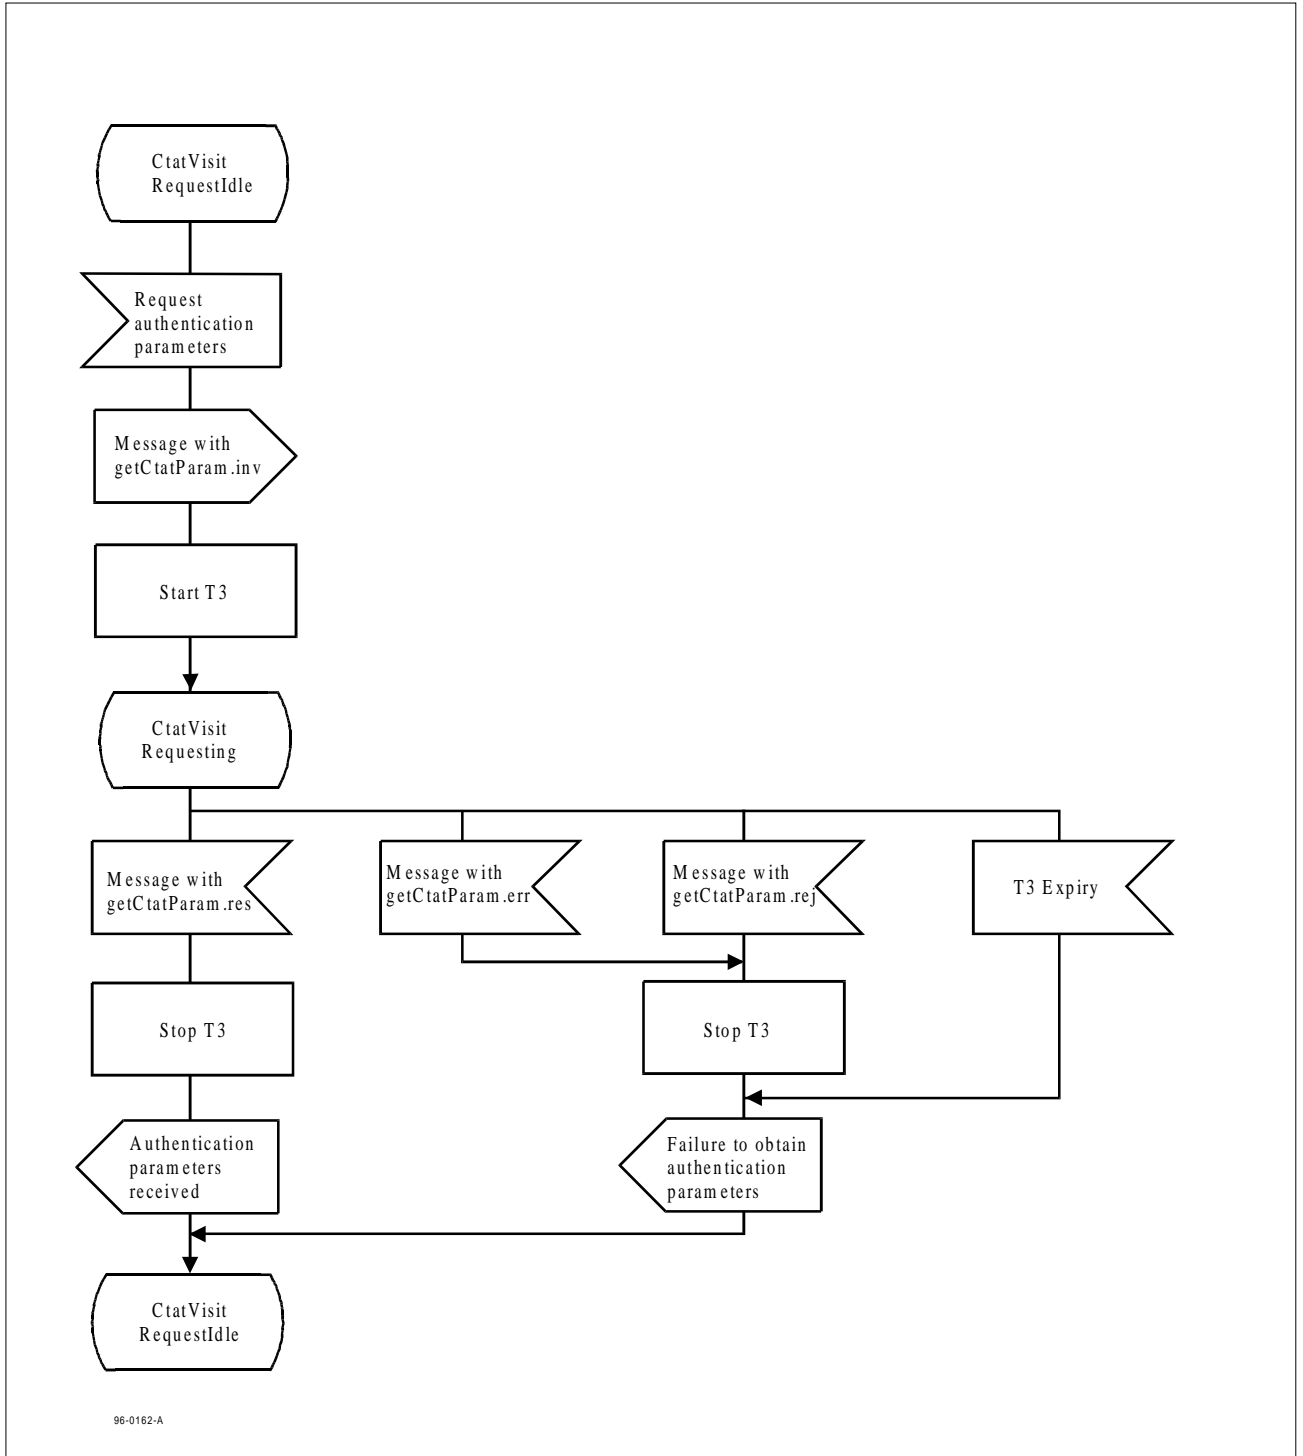 CtatVisit
RequestIdle
Request
authentication
parameters
Message with
getCtatParam.inv
Start T3
CtatVisit
Requesting
Message with
getCtatParam.res
Message with
getCtatParam.err
Message with
getCtatParam.rej
T3 Expiry
Stop T3
Stop T3
Authentication
parameters
received
Failure to obtain
authentication
parameters
CtatVisit
RequestIdle
96-0162-A